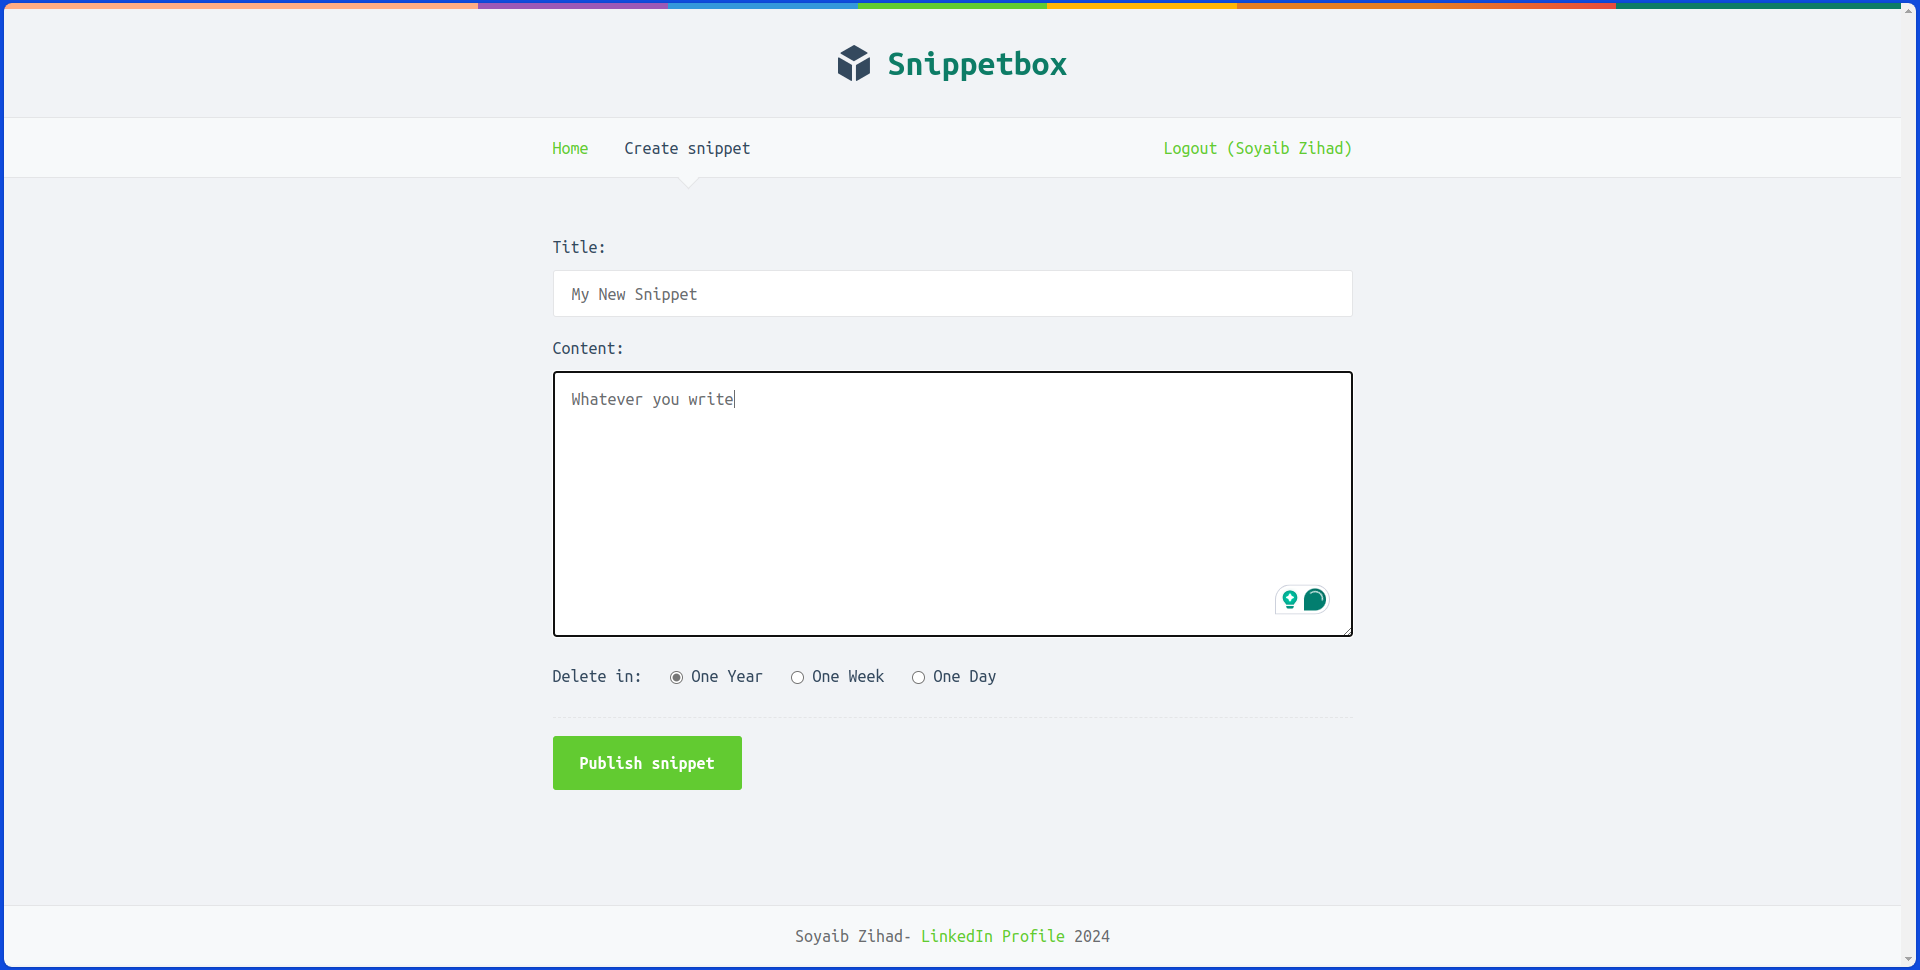 Snippetbox
Home Create snippet Logout (Soyaib Zihad)
Title:
My New Snippet
Content:
Whatever you write
Delete in: One Year One Week One Day
Publish snippet
Soyaib Zihad- LinkedIn Profile 2024